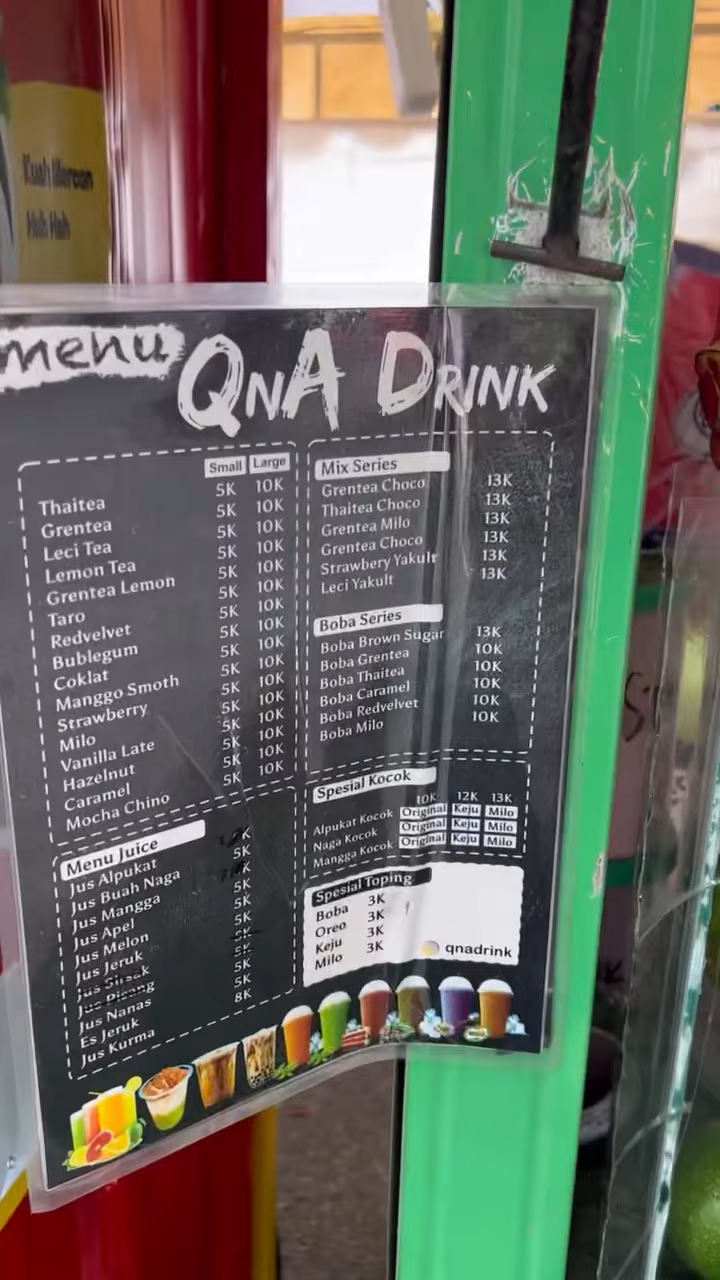 Kuah
menu QnA DRINK
Small Large
Thaitea 5K 10K
Grentea 5K 10K
Leci Tea 5K 10K
Lemon Tea 5K 10K
Grentea Lemon 5K 10K
Taro 5K 10K
Redvelvet 5K 10K
Bublegum 5K 10K
Coklat 5K 10K
Manggo Smoth 5K 10K
Strawberry 5K 10K
Milo 5K 10K
Vanilla Late 5K 10K
Hazelnut 5K 10K
Caramel 5K 10K
Mocha Chino
Menu Juice
Jus Alpukat K
Jus Buah Naga 5K
Jus Mangga K
Jus Apel 5K
Jus Melon 5K
Jus Jeruk 5K
Jus Sirsak 5K
Jus Pisang 5K
Jus Nanas 5K
Es Jeruk 5K
Jus Kurma 8K
Mix Series
Grentea Choco 13K
Thaitea Choco 13K
Grentea Milo 13K
Grentea Choco 13K
Strawbery Yakult 13K
Leci Yakult 13K
Boba Series
Boba Brown Sugar 13K
Boba Grentea 10K
Boba Thaitea 10K
Boba Caramel 10K
Boba Redvelvet 10K
Boba Milo 10K
Spesial Kocok
10K 12K 13K
Alpukat Kocok Original Keju Milo
Naga Kocok Original Keju Milo
Mangga Kocok Original Keju Milo
Spesial Toping
Boba 3K
Oreo 3K
Keju 3K
Milo 3K
qnadrink